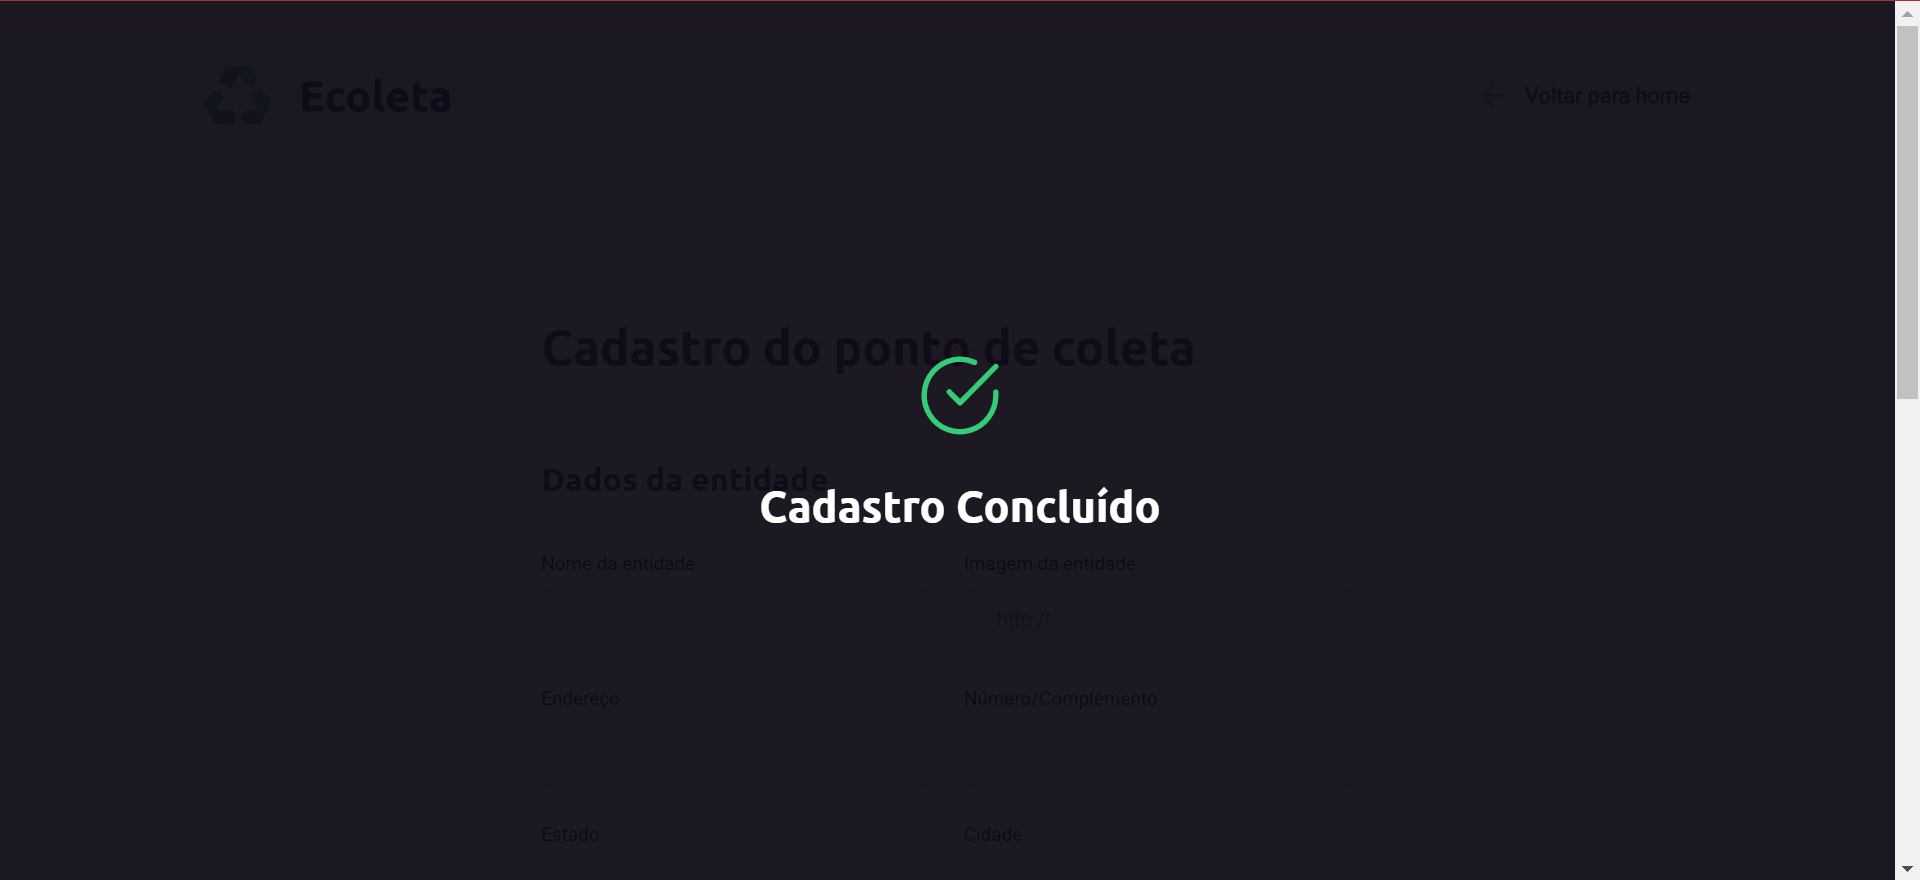 Ecoleta
Voltar para home
Cadastro do ponto de coleta
Dados da entidade
Cadastro Concluído
Nome da entidade
Imagem da entidade
http://
Endereço
Número/Complemento
Estado
Cidade